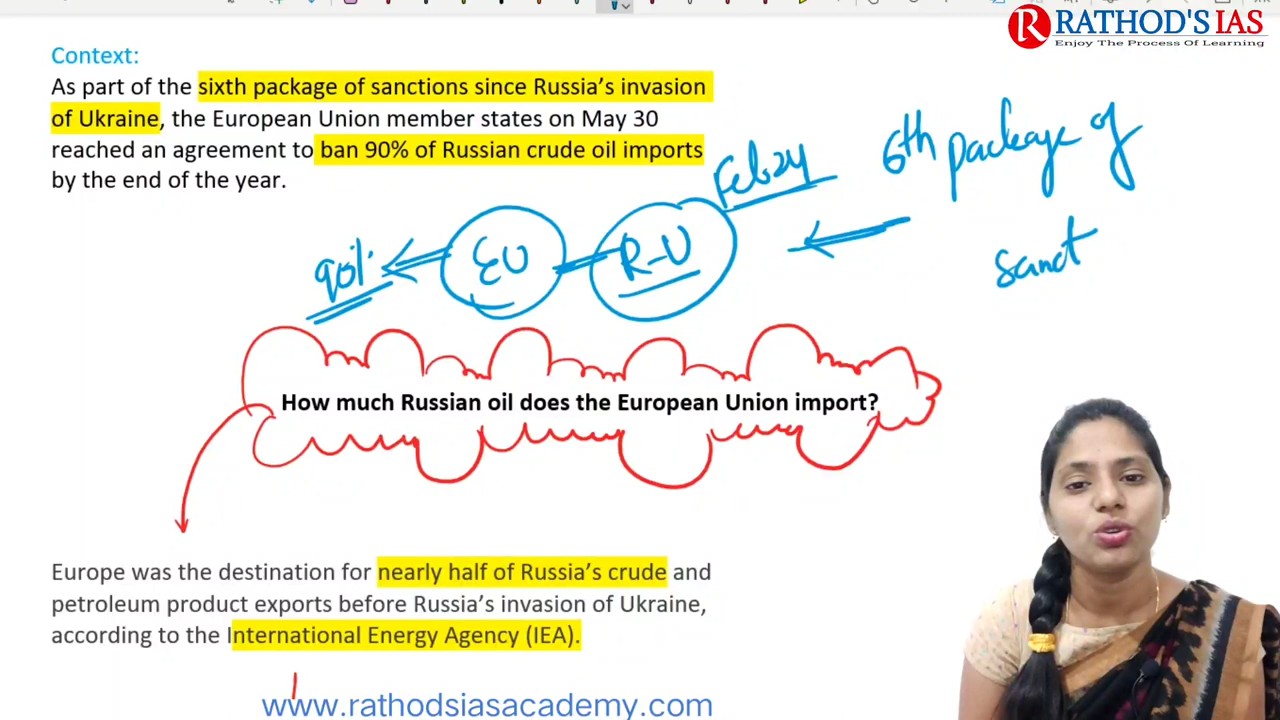 RATHOD'S IAS
Enjoy The Process Of Learning
Context:
As part of the sixth package of sanctions since Russia's invasion
of Ukraine, the European Union member states on May 30
reached an agreement to ban 90% of Russian crude oil imports
by the end of the year.
Feb 24
6th package of
sanct
90%
EU
R-U
How much Russian oil does the European Union import?
Europe was the destination for nearly half of Russia's crude and
petroleum product exports before Russia's invasion of Ukraine,
according to the International Energy Agency (IEA).
www.rathodsiasacademy.com